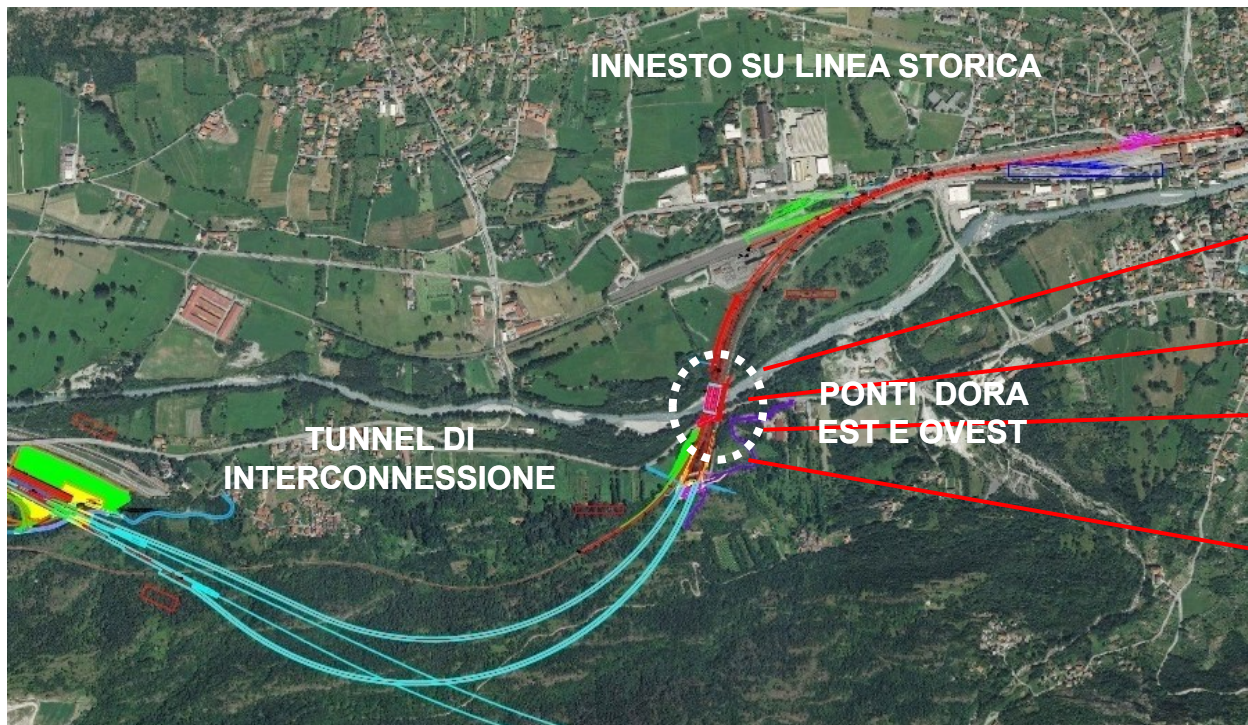 INNESTO SU LINEA STORICA
PONTI DORA
EST E OVEST
TUNNEL DI
INTERCONNESSIONE